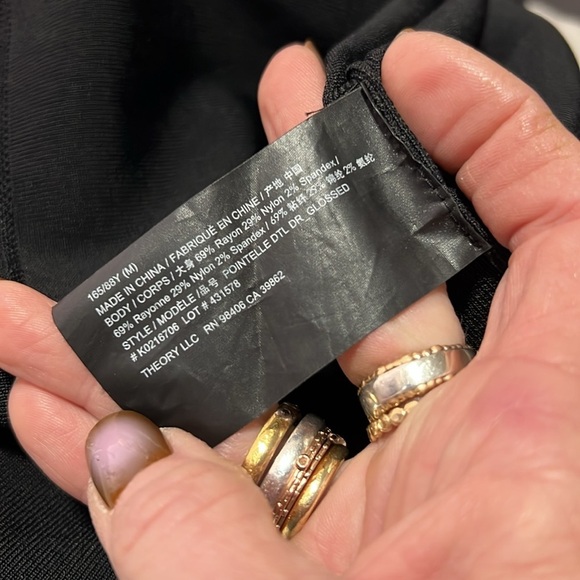 165/88Y (M)
MADE IN CHINA / FABRIQUÉ EN CHINE / 产地 中国
BODY / CORPS / 大身 69% Rayon 29% Nylon 2% Spandex /
69% Rayonne 29% Nylon 2% Spandex / 69% 粘纤 29% 锦纶 2% 氨纶
STYLE / MODÈLE / 品号 POINTELLE DTL DR_GLOSSED
# K0216706 LOT # 431578
THEORY LLC RN 98406 CA 39862